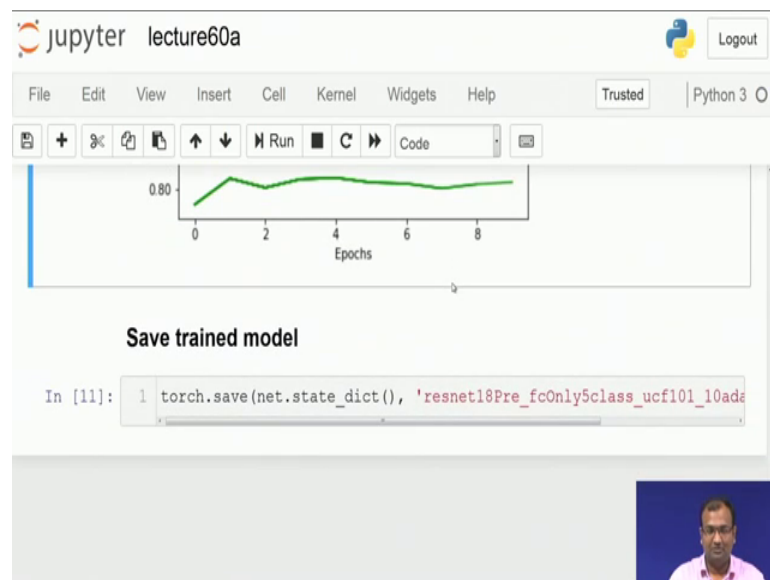 jupyter lecture60a
Logout
File Edit View Insert Cell Kernel Widgets Help Trusted Python 3
Run Code
0.80
0 2 4 6 8
Epochs
Save trained model
In [11]: 1 torch.save(net.state_dict(), 'resnet18Pre_fcOnly5class_ucf101_10ada